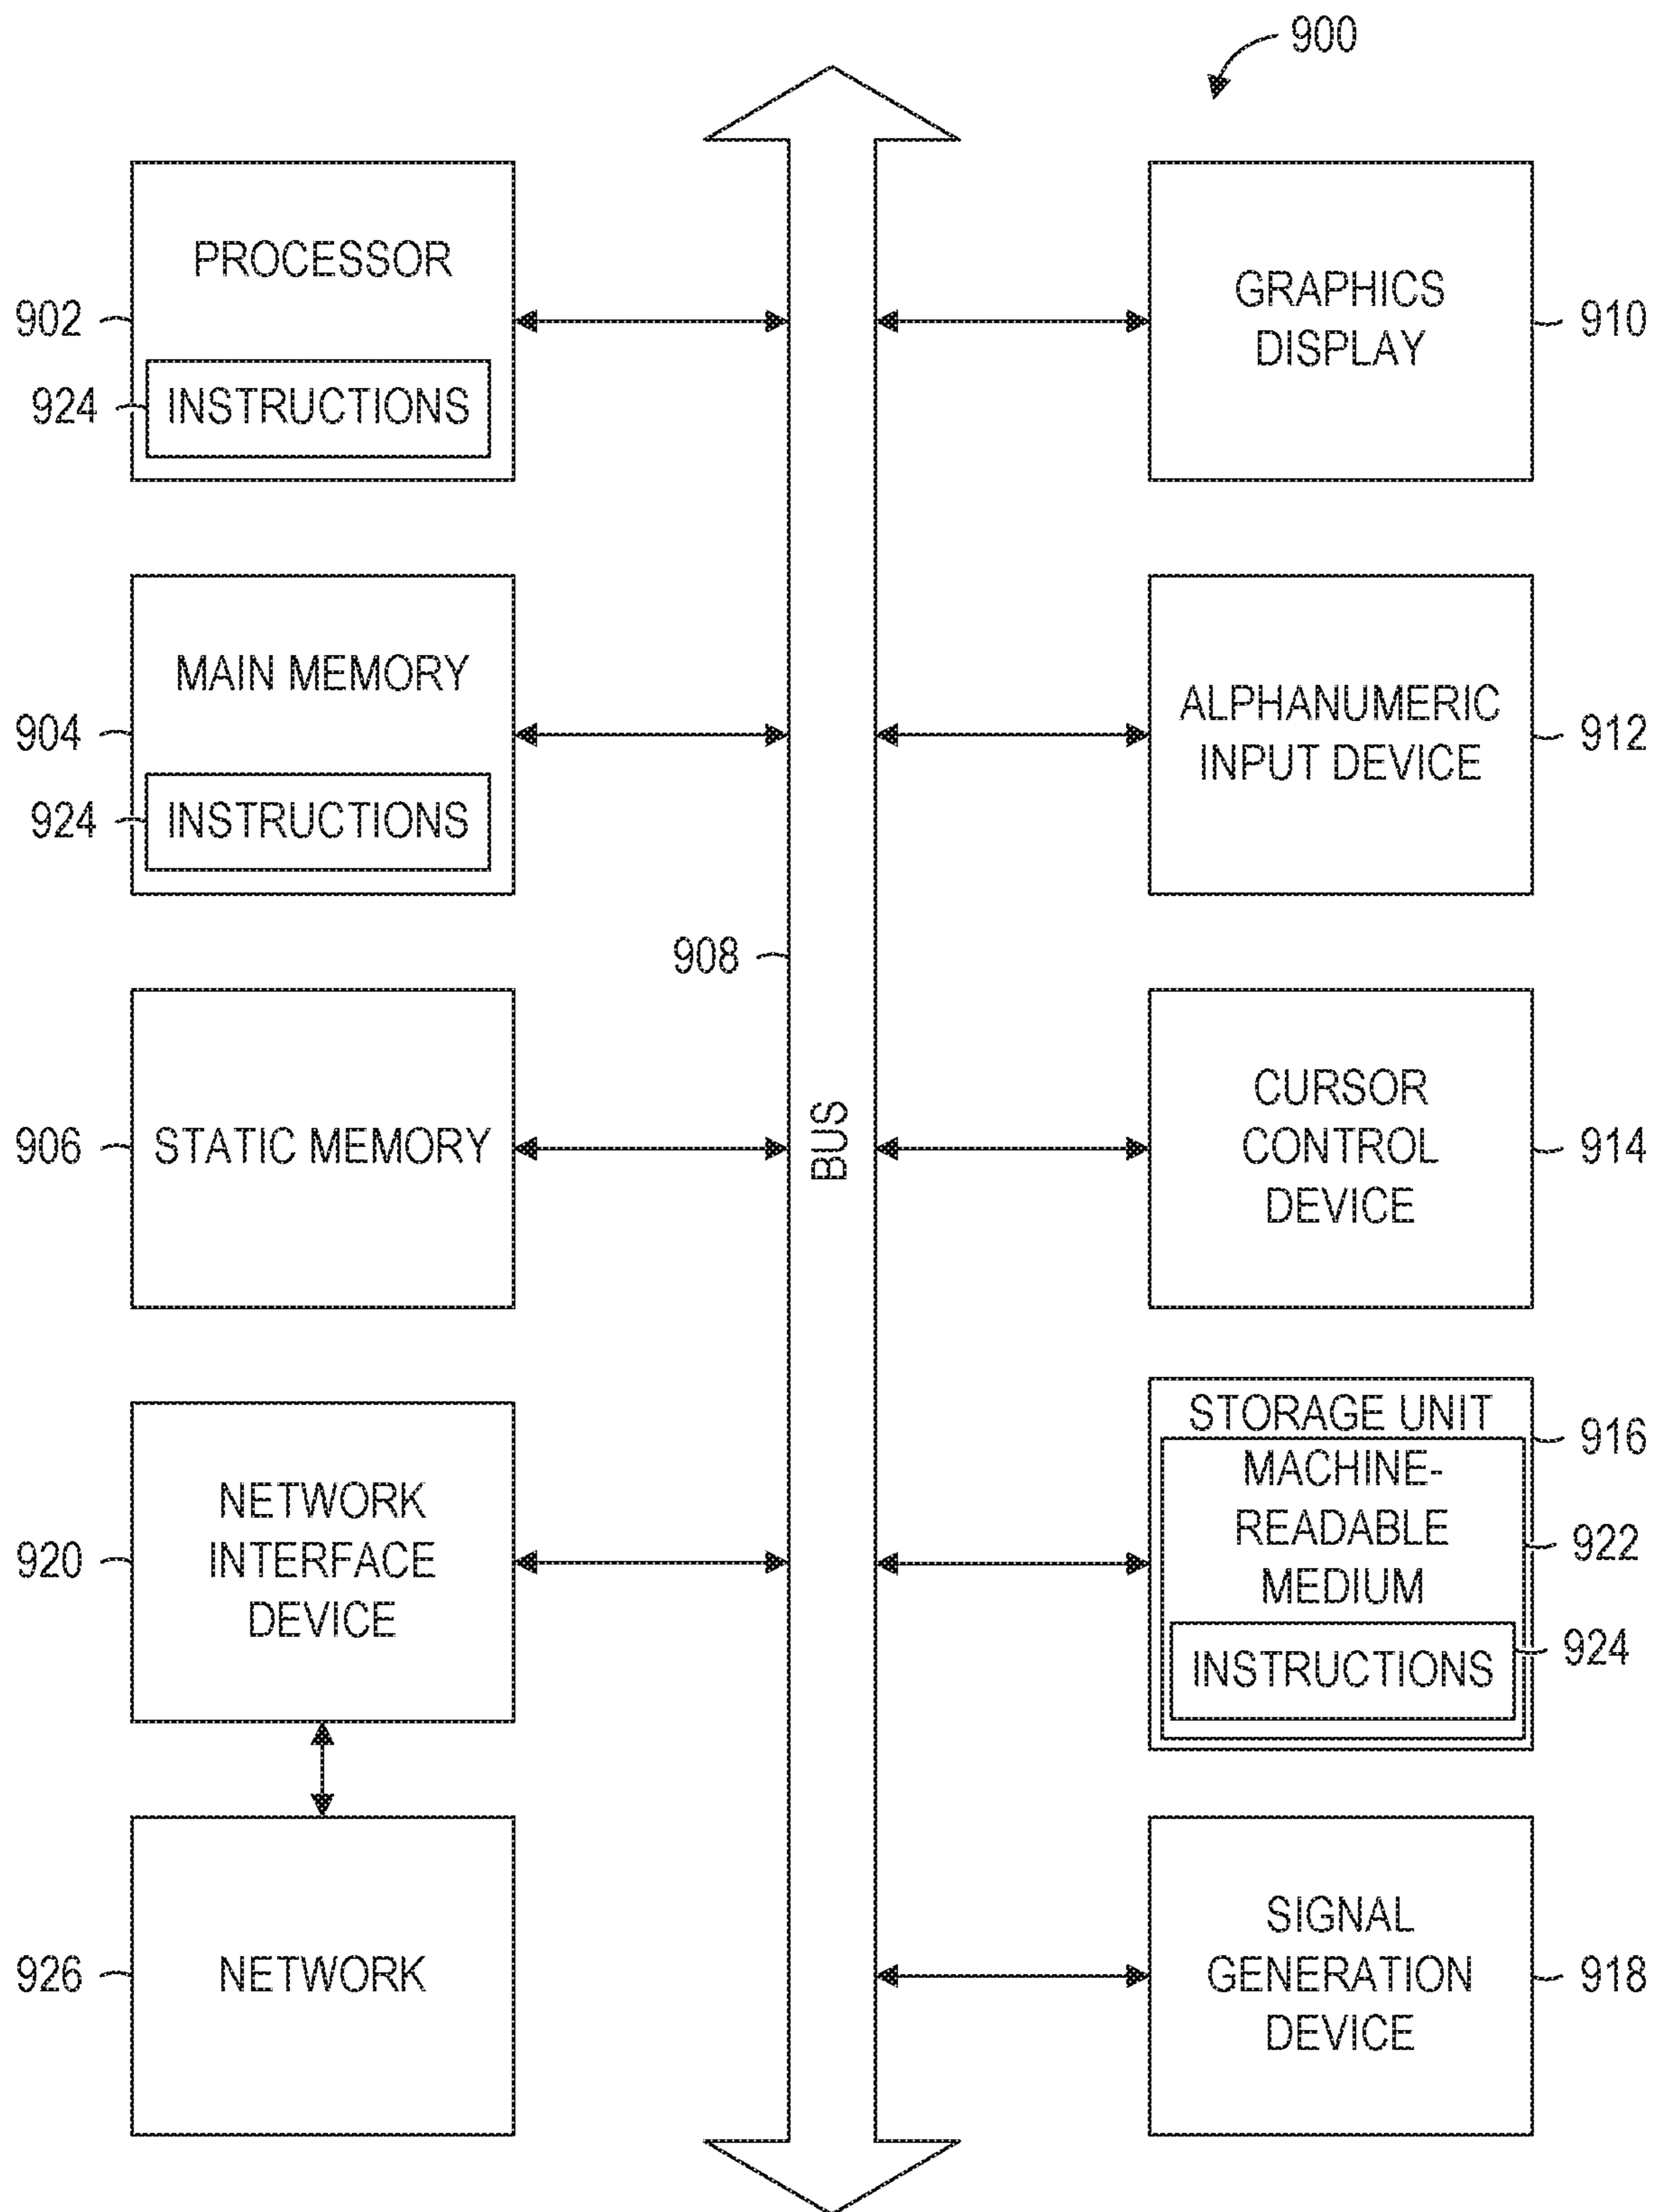 900
PROCESSOR
902
924
INSTRUCTIONS
GRAPHICS
DISPLAY
910
MAIN MEMORY
904
924
INSTRUCTIONS
ALPHANUMERIC
INPUT DEVICE
912
908
BUS
906
STATIC MEMORY
CURSOR
CONTROL
DEVICE
914
920
NETWORK
INTERFACE
DEVICE
STORAGE UNIT
916
MACHINE-
READABLE
MEDIUM
922
INSTRUCTIONS
924
926
NETWORK
SIGNAL
GENERATION
DEVICE
918